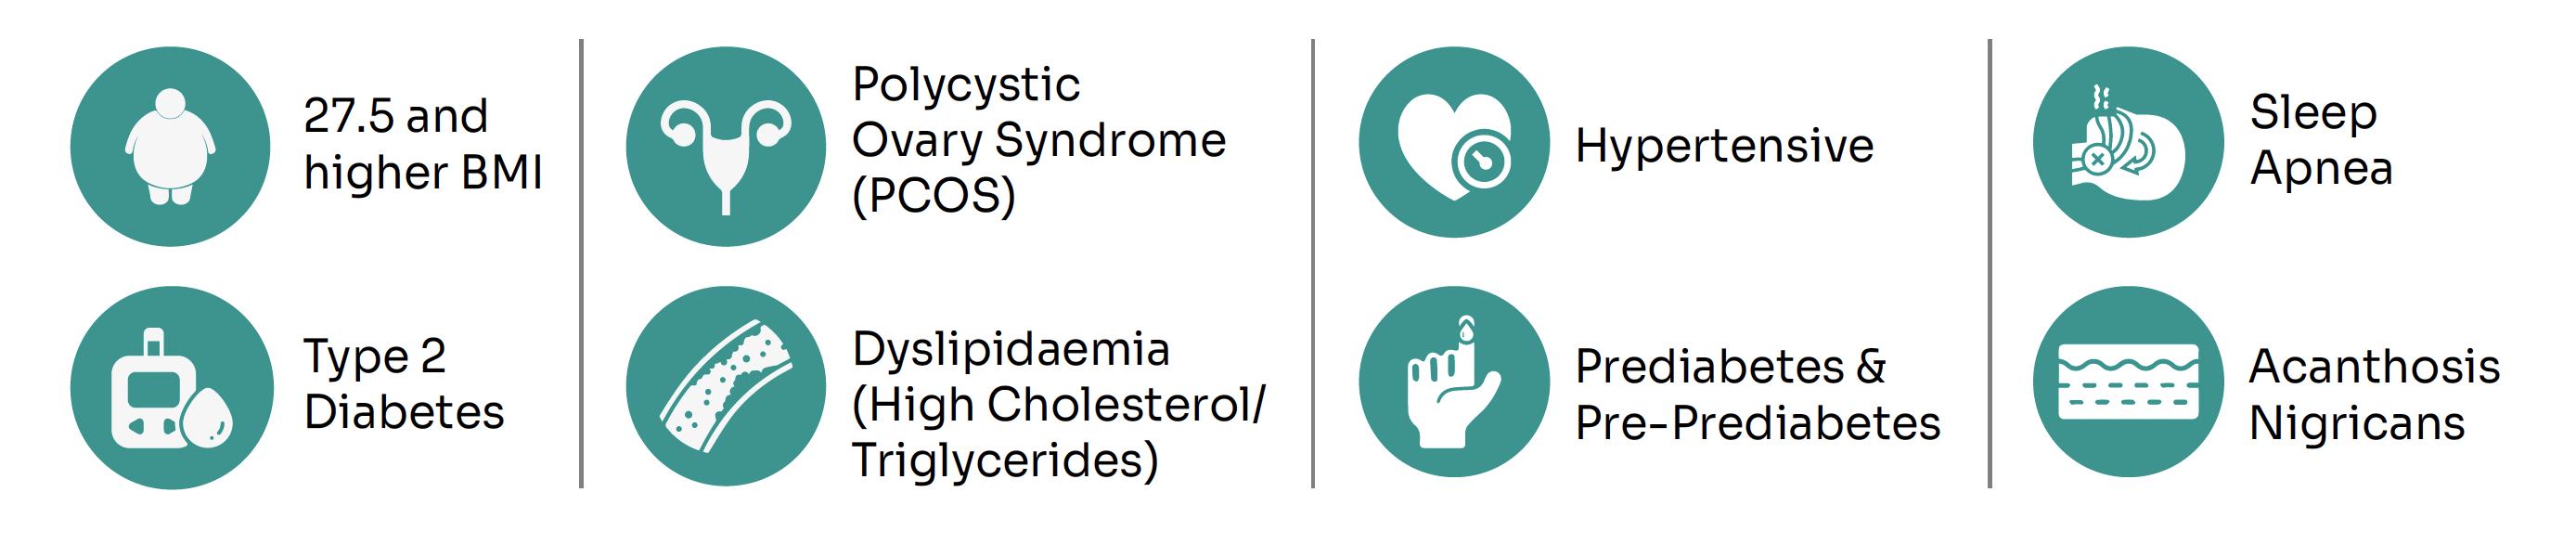 27.5 and
higher BMI
Type 2
Diabetes
Polycystic
Ovary Syndrome
(PCOS)
Dyslipidaemia
(High Cholesterol/
Triglycerides)
Hypertensive
Prediabetes &
Pre-Prediabetes
Sleep
Apnea
Acanthosis
Nigricans